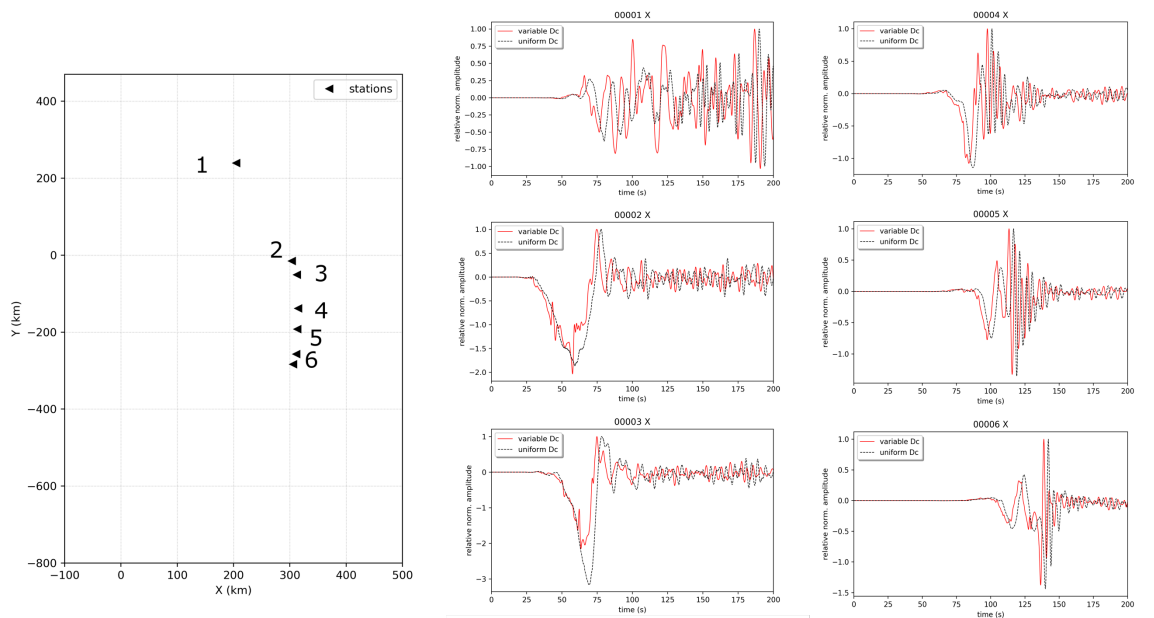 stations
400
200
0
−200
−400
−600
−800
Y (km)
−100
0
100
200
300
400
500
X (km)
1
2
3
4
5
6
00001 X
variable Dc
uniform Dc
1.00
0.75
0.50
0.25
0.00
−0.25
−0.50
−0.75
−1.00
relative norm. amplitude
0 25 50 75 100 125 150 175 200
time (s)
00002 X
variable Dc
uniform Dc
1.0
0.5
0.0
−0.5
−1.0
−1.5
−2.0
relative norm. amplitude
0 25 50 75 100 125 150 175 200
time (s)
00003 X
variable Dc
uniform Dc
1
0
−1
−2
−3
relative norm. amplitude
0 25 50 75 100 125 150 175 200
time (s)
00004 X
variable Dc
uniform Dc
1.0
0.5
0.0
−0.5
−1.0
relative norm. amplitude
0 25 50 75 100 125 150 175 200
time (s)
00005 X
variable Dc
uniform Dc
1.0
0.5
0.0
−0.5
−1.0
relative norm. amplitude
0 25 50 75 100 125 150 175 200
time (s)
00006 X
variable Dc
uniform Dc
1.0
0.5
0.0
−0.5
−1.0
−1.5
relative norm. amplitude
0 25 50 75 100 125 150 175 200
time (s)